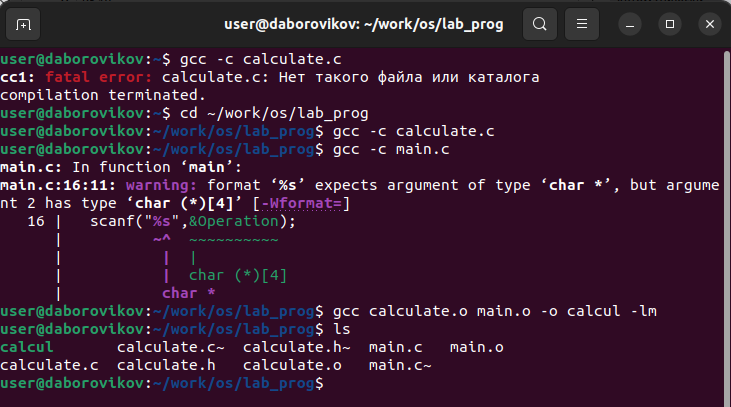 user@daborovikov: ~/work/os/lab_prog
user@daborovikov:~$ gcc -c calculate.c
cc1: fatal error: calculate.c: Нет такого файла или каталога
compilation terminated.
user@daborovikov:~$ cd ~/work/os/lab_prog
user@daborovikov:~/work/os/lab_prog$ gcc -c calculate.c
user@daborovikov:~/work/os/lab_prog$ gcc -c main.c
main.c: In function ‘main’:
main.c:16:11: warning: format ‘%s’ expects argument of type ‘char *’, but argume
nt 2 has type ‘char (*)[4]’ [-Wformat=]
   16 |   scanf("%s",&Operation);
      |          ~^  ~~~~~~~~~~
      |           |  |
      |           |  char (*)[4]
      |           char *
user@daborovikov:~/work/os/lab_prog$ gcc calculate.o main.o -o calcul -lm
user@daborovikov:~/work/os/lab_prog$ ls
calcul       calculate.c~  calculate.h~  main.c   main.o
calculate.c  calculate.h   calculate.o   main.c~
user@daborovikov:~/work/os/lab_prog$